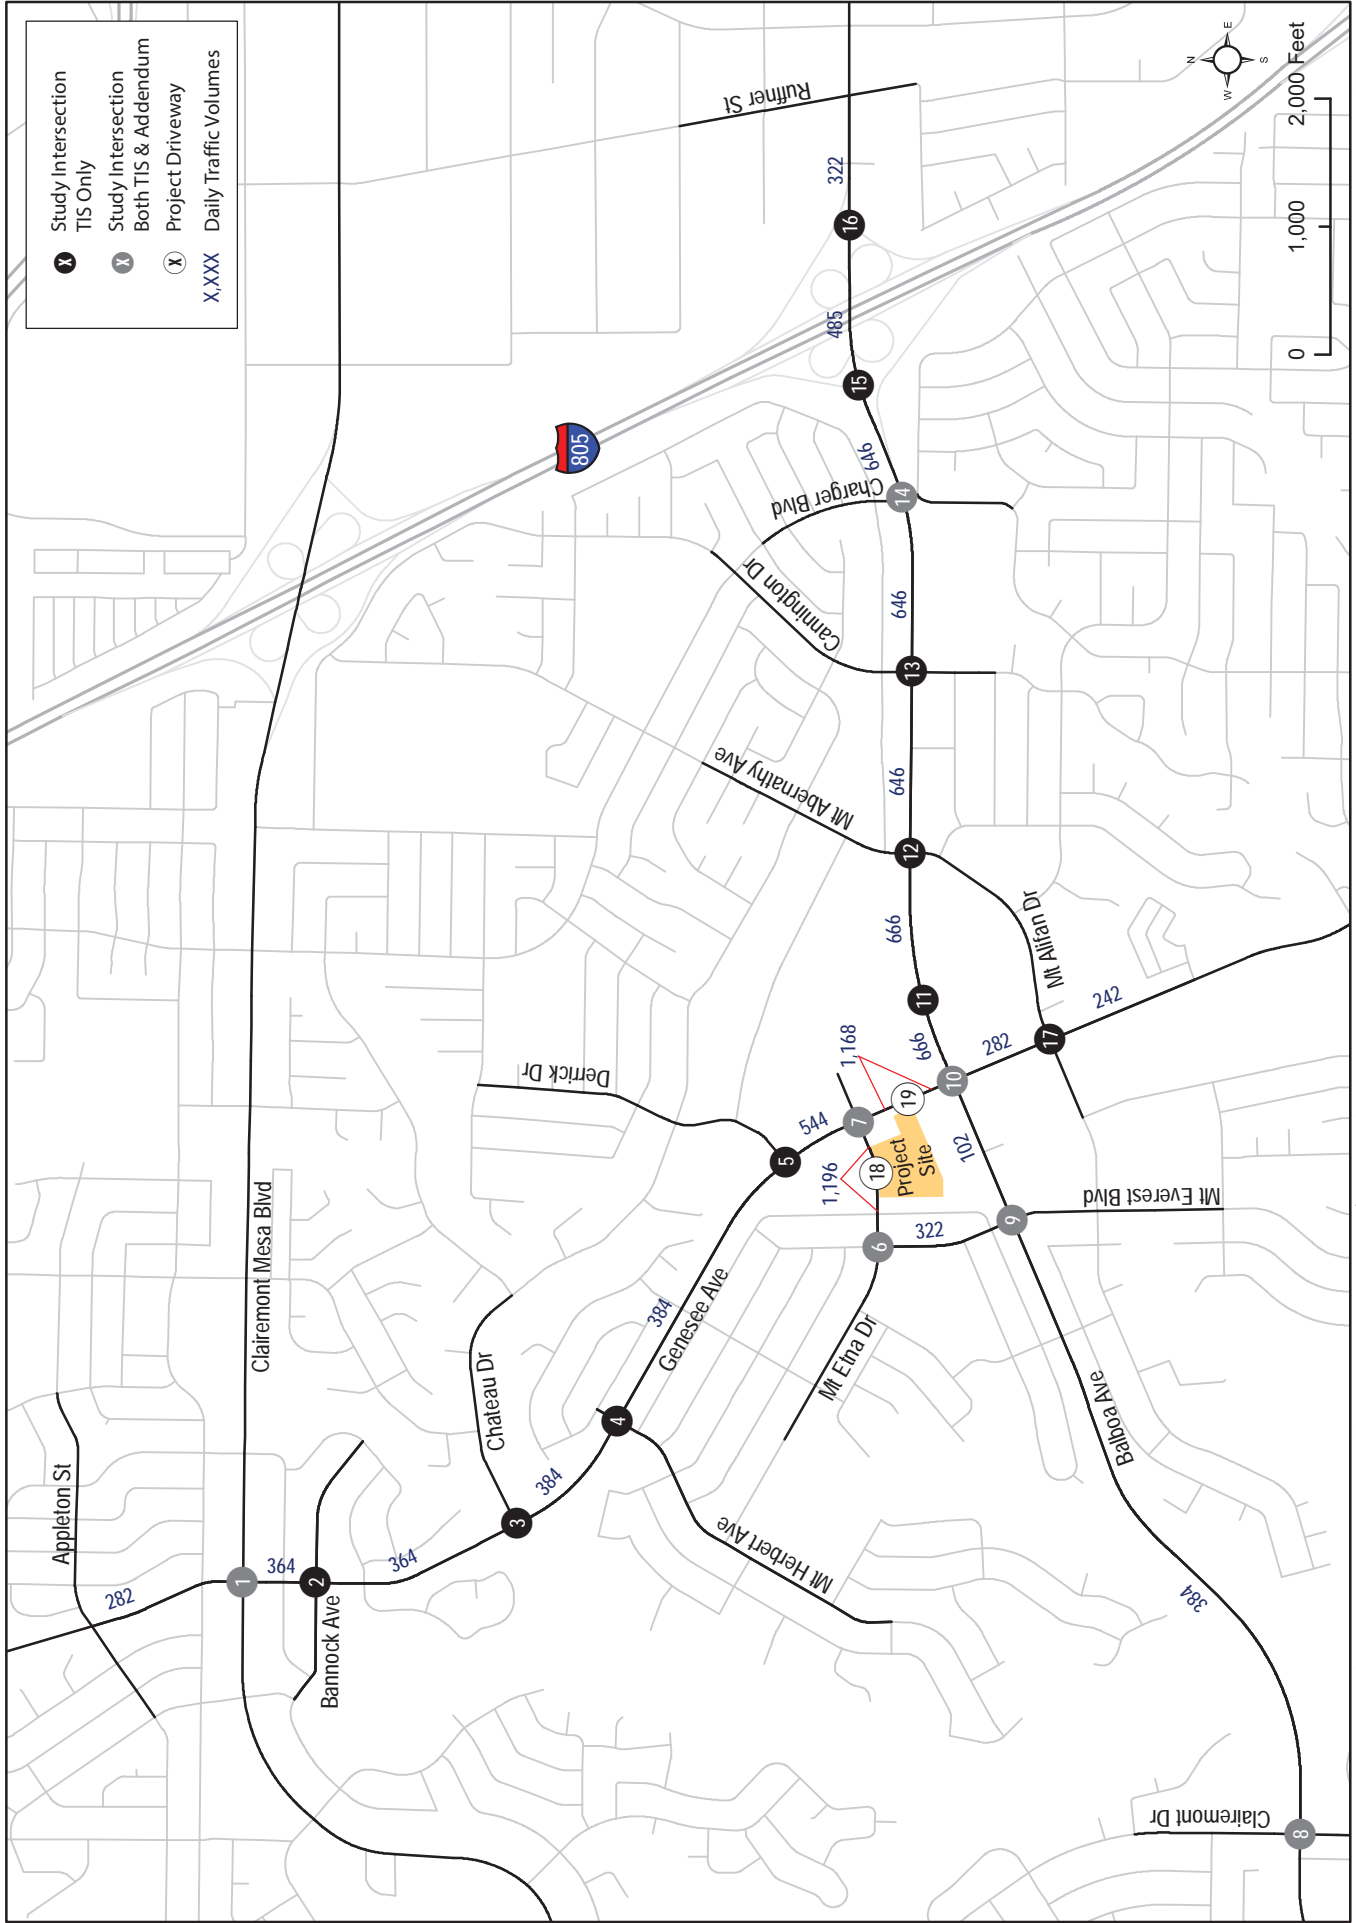 Study Intersection
TIS Only
Study Intersection
Both TIS & Addendum
Project Driveway
Daily Traffic Volumes
X
X
X
X,XXX
N
E
S
W
0
1,000
2,000 Feet
805
Ruffner St
322
16
485
15
646
Charger Blvd
14
Cannington Dr
646
13
Mt Abernathy Ave
646
12
666
Mt Alifan Dr
11
666
1,168
282
17
242
10
19
Derrick Dr
544
7
5
1,196
18
Project
Site
102
Mt Everest Blvd
9
322
6
Clairemont Mesa Blvd
384
Genesee Ave
Mt Etna Dr
Chateau Dr
4
384
3
Balboa Ave
Appleton St
282
1
364
2
364
Bannock Ave
Mt Herbert Ave
384
Clairemont Dr
8